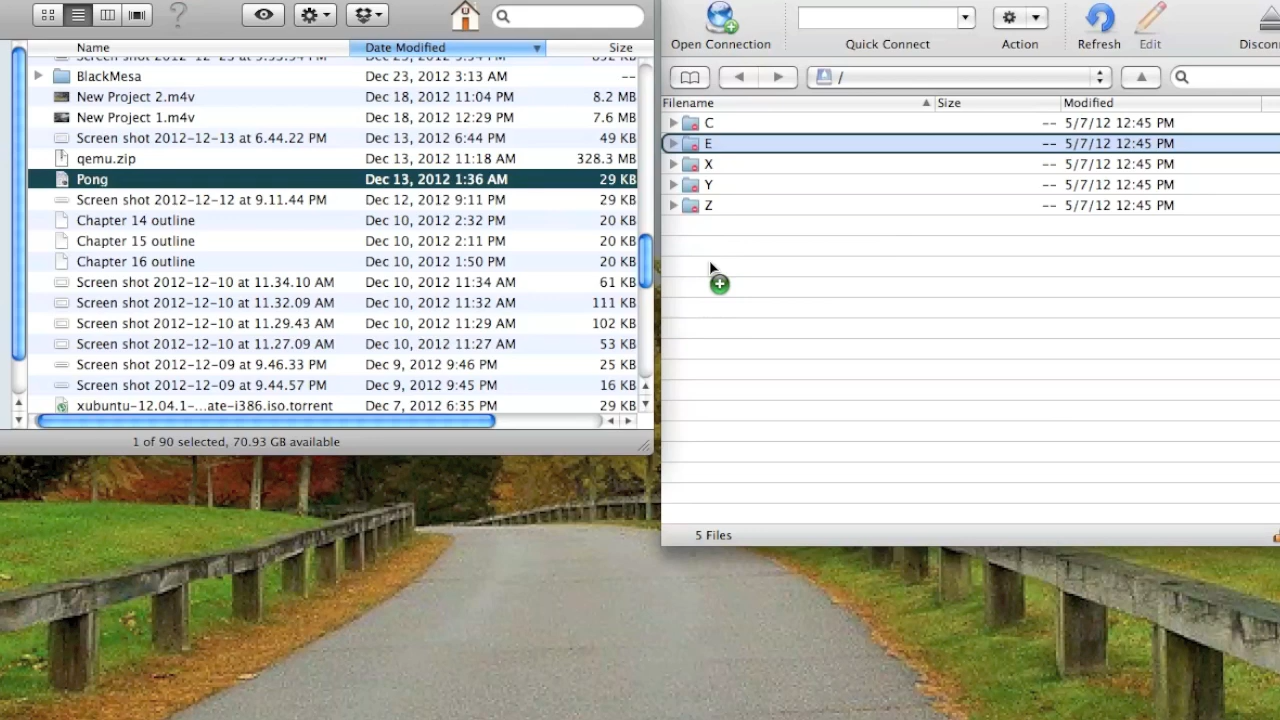 Name Date Modified Size
BlackMesa Dec 23, 2012 3:13 AM --
New Project 2.m4v Dec 18, 2012 11:04 PM 8.2 MB
New Project 1.m4v Dec 18, 2012 12:29 PM 7.6 MB
Screen shot 2012-12-13 at 6.44.22 PM Dec 13, 2012 6:44 PM 49 KB
qemu.zip Dec 13, 2012 11:18 AM 328.3 MB
Pong Dec 13, 2012 1:36 AM 29 KB
Screen shot 2012-12-12 at 9.11.44 PM Dec 12, 2012 9:11 PM 29 KB
Chapter 14 outline Dec 10, 2012 2:32 PM 20 KB
Chapter 15 outline Dec 10, 2012 2:11 PM 20 KB
Chapter 16 outline Dec 10, 2012 1:50 PM 20 KB
Screen shot 2012-12-10 at 11.34.10 AM Dec 10, 2012 11:34 AM 61 KB
Screen shot 2012-12-10 at 11.32.09 AM Dec 10, 2012 11:32 AM 111 KB
Screen shot 2012-12-10 at 11.29.43 AM Dec 10, 2012 11:29 AM 102 KB
Screen shot 2012-12-10 at 11.27.09 AM Dec 10, 2012 11:27 AM 53 KB
Screen shot 2012-12-09 at 9.46.33 PM Dec 9, 2012 9:46 PM 25 KB
Screen shot 2012-12-09 at 9.44.57 PM Dec 9, 2012 9:45 PM 16 KB
xubuntu-12.04.1-...ate-i386.iso.torrent Dec 7, 2012 6:35 PM 29 KB
1 of 90 selected, 70.93 GB available
Open Connection Quick Connect Action Refresh Edit Discon
/
Filename Size Modified
C -- 5/7/12 12:45 PM
E -- 5/7/12 12:45 PM
X -- 5/7/12 12:45 PM
Y -- 5/7/12 12:45 PM
Z -- 5/7/12 12:45 PM
5 Files